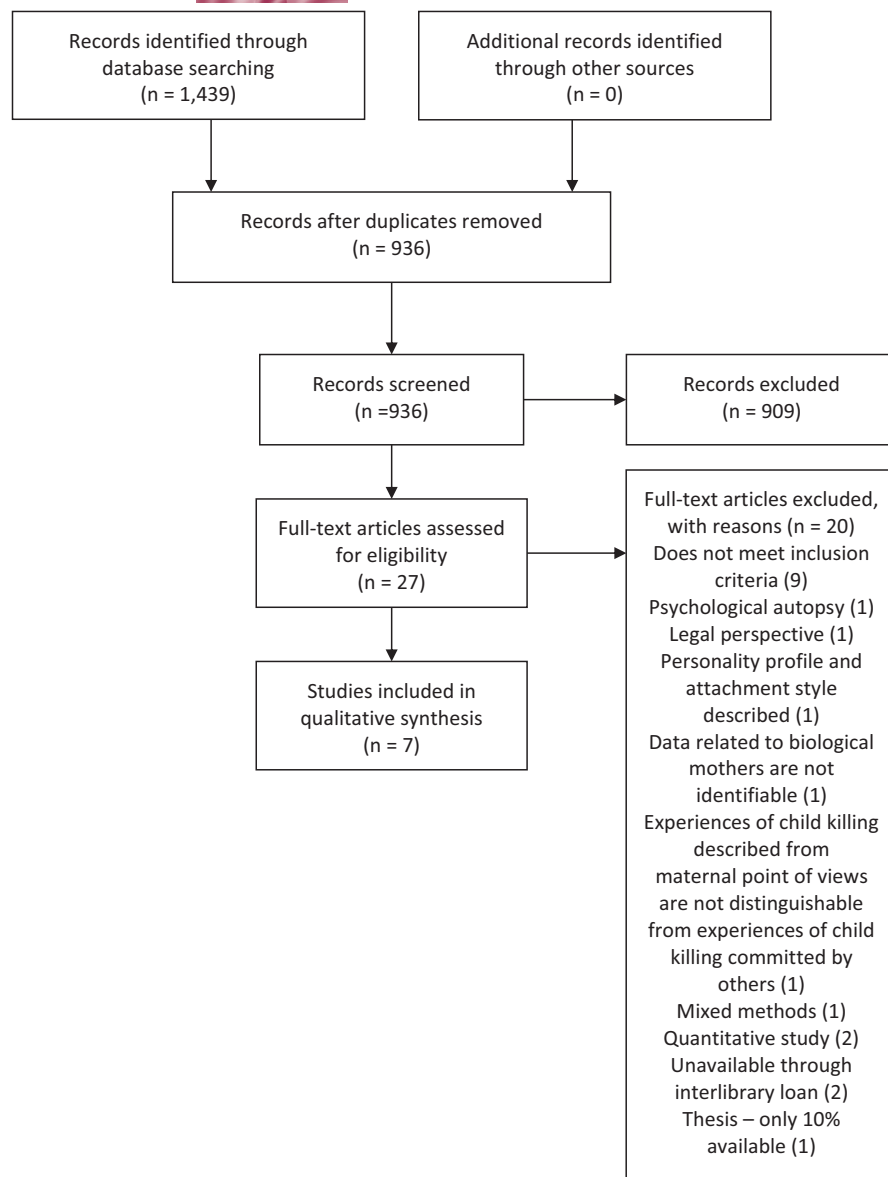 Records identified through
database searching
(n = 1,439)
Additional records identified
through other sources
(n = 0)
Records after duplicates removed
(n = 936)
Records screened
(n =936)
Records excluded
(n = 909)
Full-text articles assessed
for eligibility
(n = 27)
Full-text articles excluded,
with reasons (n = 20)
Does not meet inclusion
criteria (9)
Psychological autopsy (1)
Legal perspective (1)
Personality profile and
attachment style
described (1)
Data related to biological
mothers are not
identifiable (1)
Experiences of child killing
described from
maternal point of views
are not distinguishable
from experiences of child
killing committed by
others (1)
Mixed methods (1)
Quantitative study (2)
Unavailable through
interlibrary loan (2)
Thesis – only 10%
available (1)
Studies included in
qualitative synthesis
(n = 7)